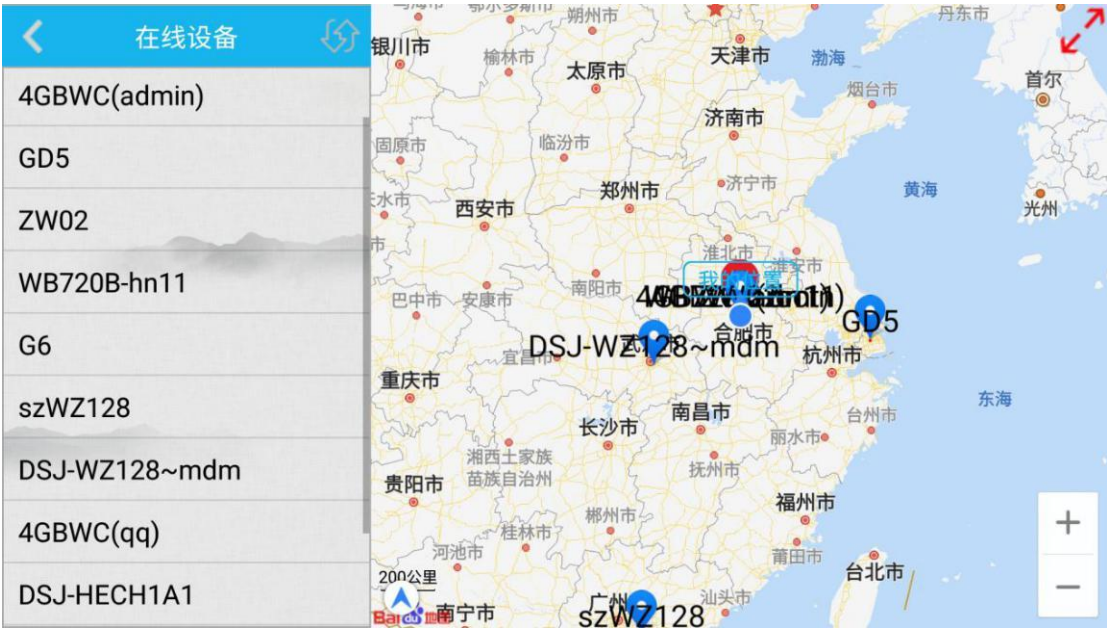 在线设备
4GBWC(admin)
GD5
ZW02
WB720B-hn11
G6
szWZ128
DSJ-WZ128~mdm
4GBWC(qq)
DSJ-HECH1A1
朔州市
丹东市
银川市
榆林市
太原市
天津市
渤海
首尔
烟台市
济南市
固原市
临汾市
济宁市
郑州市
黄海
西安市
光州
淮北市
淮安市
南阳市
巴中市
安康市
GD5
合肥市
DSJ-WZ128~mdm
宜昌市
杭州市
重庆市
东海
南昌市
台州市
长沙市
丽水市
湘西土家族
苗族自治州
抚州市
贵阳市
福州市
郴州市
桂林市
河池市
莆田市
台北市
200公里
汕头市
广州
szWZ128
南宁市
Bai du 地图